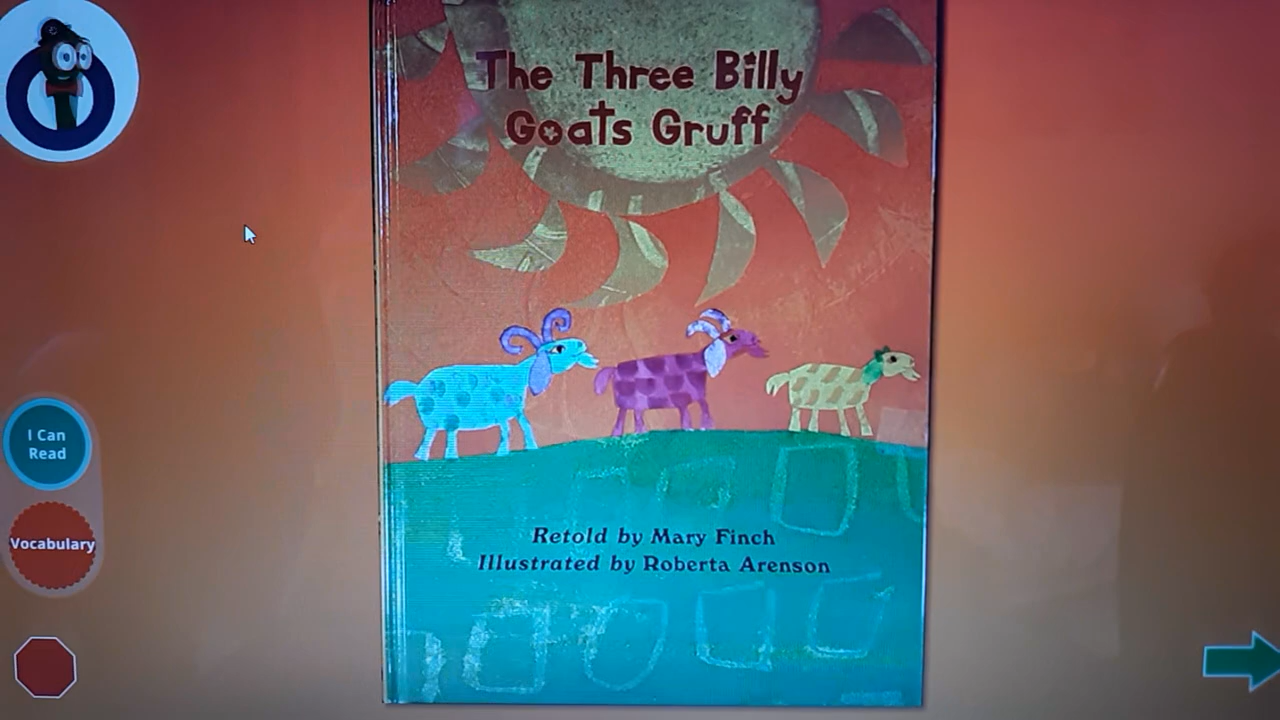 The Three Billy
Goats Gruff
I Can
Read
Vocabulary
Retold by Mary Finch
Illustrated by Roberta Arenson